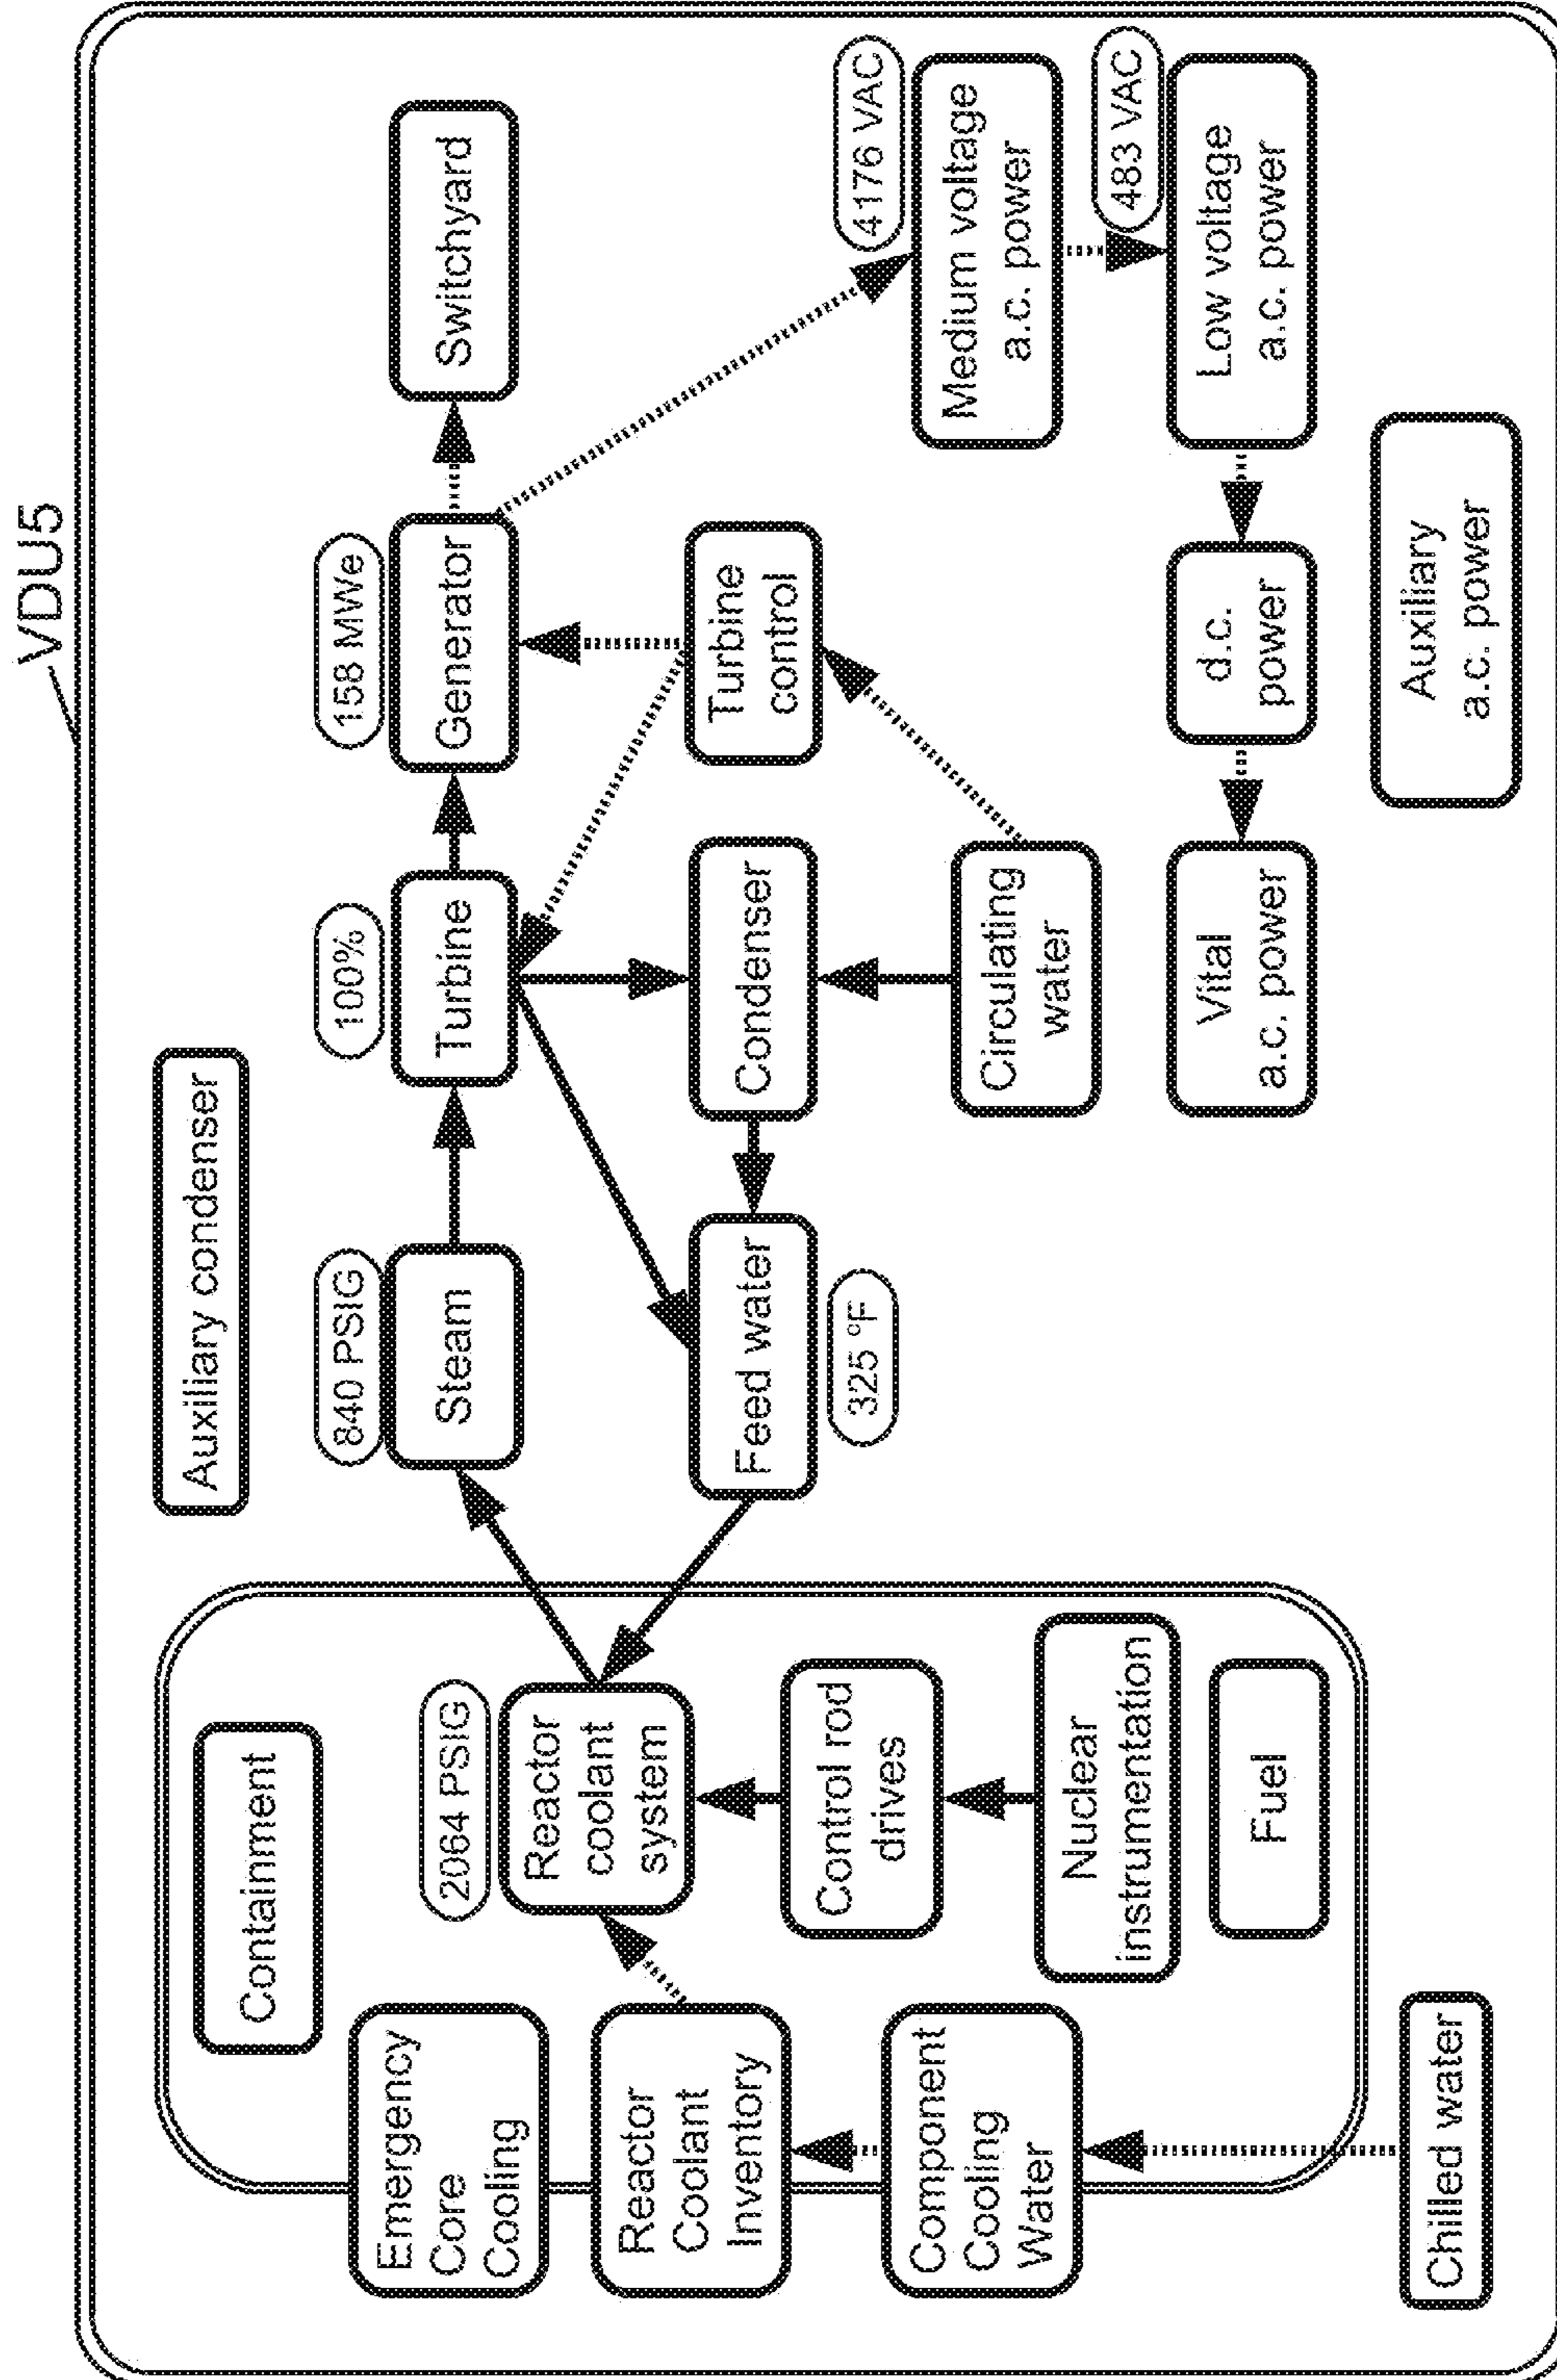 VDU5
Auxiliary condenser
Containment
840 PSIG
100%
158 MWe
Steam
Turbine
Generator
Switchyard
2064 PSIG
Emergency
Core
Cooling
Reactor
coolant
system
Reactor
Coolant
Inventory
Feed water
Condenser
Turbine
control
325 °F
4176 VAC
Control rod
drives
Medium voltage
a.c. power
Component
Cooling
Water
Circulating
water
Nuclear
instrumentation
483 VAC
Fuel
Vital
a.c. power
d.c.
power
Low voltage
a.c. power
Chilled water
Auxiliary
a.c. power